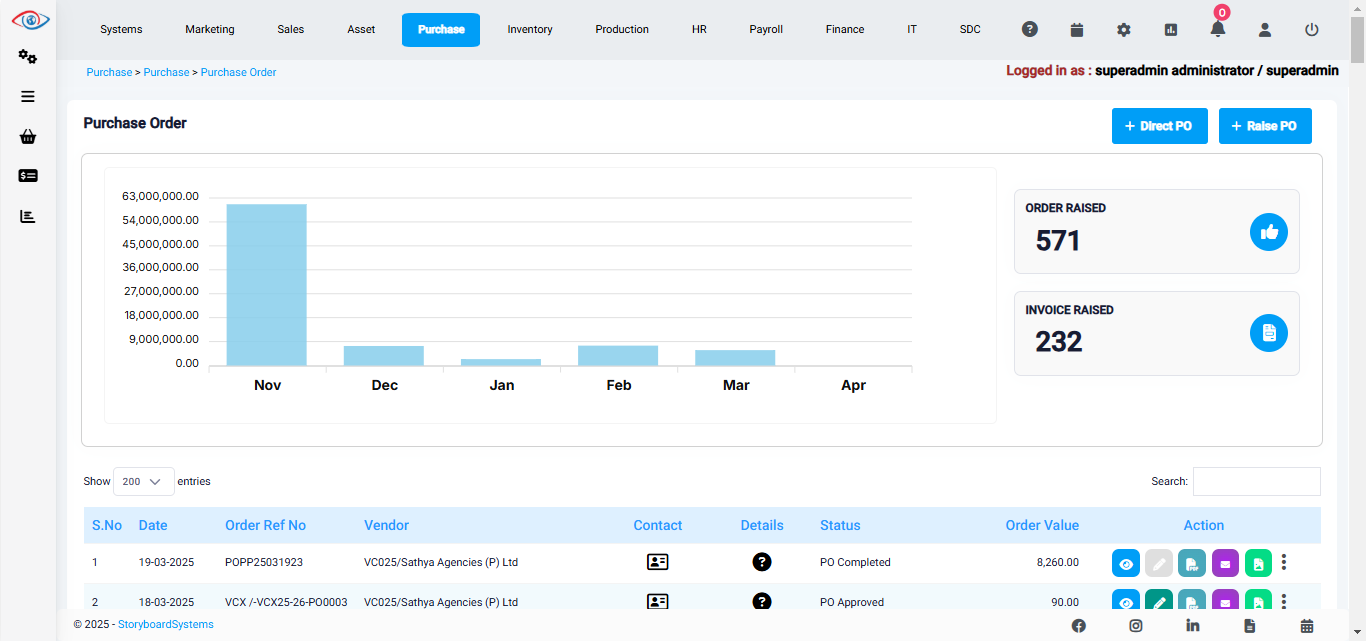 Systems Marketing Sales Asset Purchase Inventory Production HR Payroll Finance IT SDC 0
Purchase > Purchase > Purchase Order
Logged in as : superadmin administrator / superadmin
Purchase Order
+ Direct PO
+ Raise PO
63,000,000.00
54,000,000.00
45,000,000.00
36,000,000.00
27,000,000.00
18,000,000.00
9,000,000.00
0.00
Nov Dec Jan Feb Mar Apr
ORDER RAISED
571
INVOICE RAISED
232
Show 200 entries
Search:
S.No Date Order Ref No Vendor Contact Details Status Order Value Action
1 19-03-2025 POPP25031923 VC025/Sathya Agencies (P) Ltd PO Completed 8,260.00
2 18-03-2025 VCX /-VCX25-26-PO0003 VC025/Sathya Agencies (P) Ltd PO Approved 90.00
© 2025 - StoryboardSystems